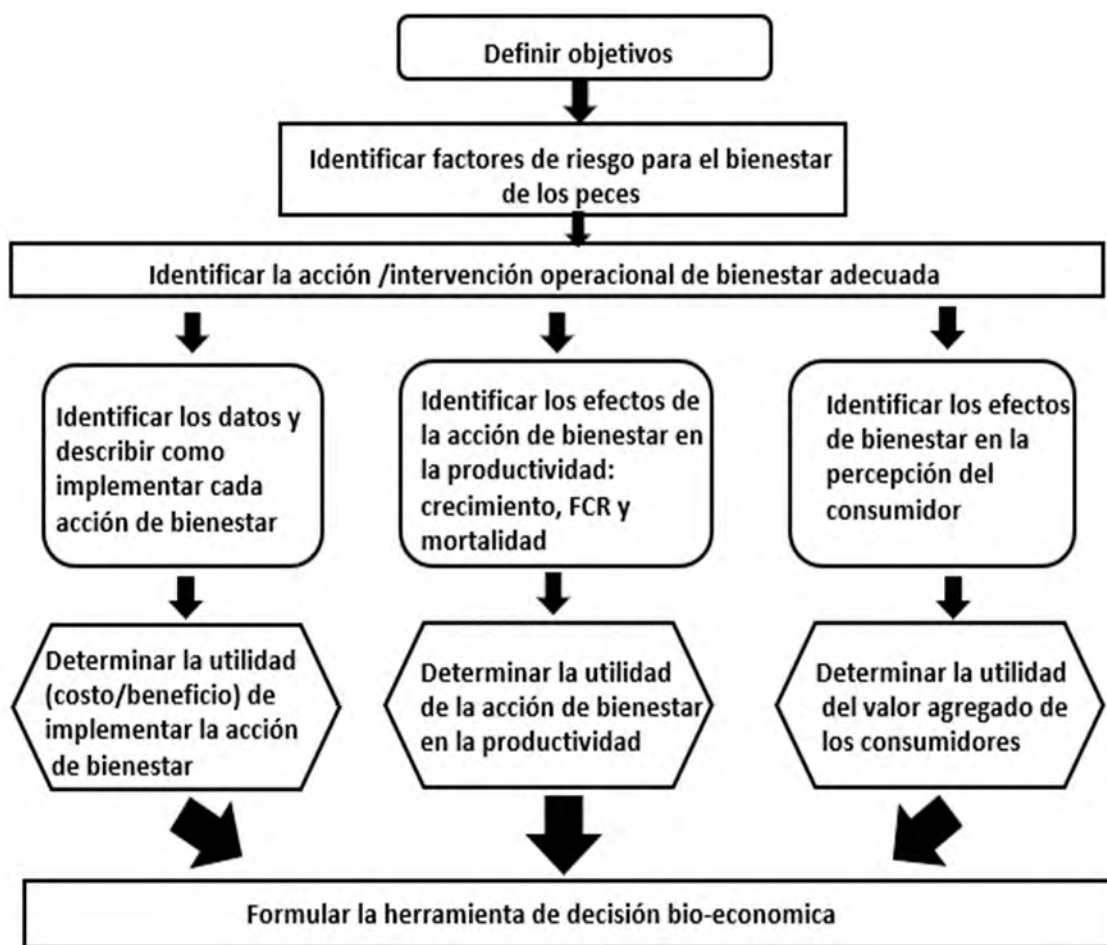 Definir objetivos
Identificar factores de riesgo para el bienestar
de los peces
Identificar la acción /intervención operacional de bienestar adecuada
Identificar los datos y
describir como
implementar cada
acción de bienestar
Identificar los efectos de
la acción de bienestar en
la productividad:
crecimiento, FCR y
mortalidad
Identificar los efectos
de bienestar en la
percepción del
consumidor
Determinar la utilidad
(costo/beneficio) de
implementar la acción
de bienestar
Determinar la utilidad
de la acción de bienestar
en la productividad
Determinar la utilidad
del valor agregado de
los consumidores
Formular la herramienta de decisión bio-economica